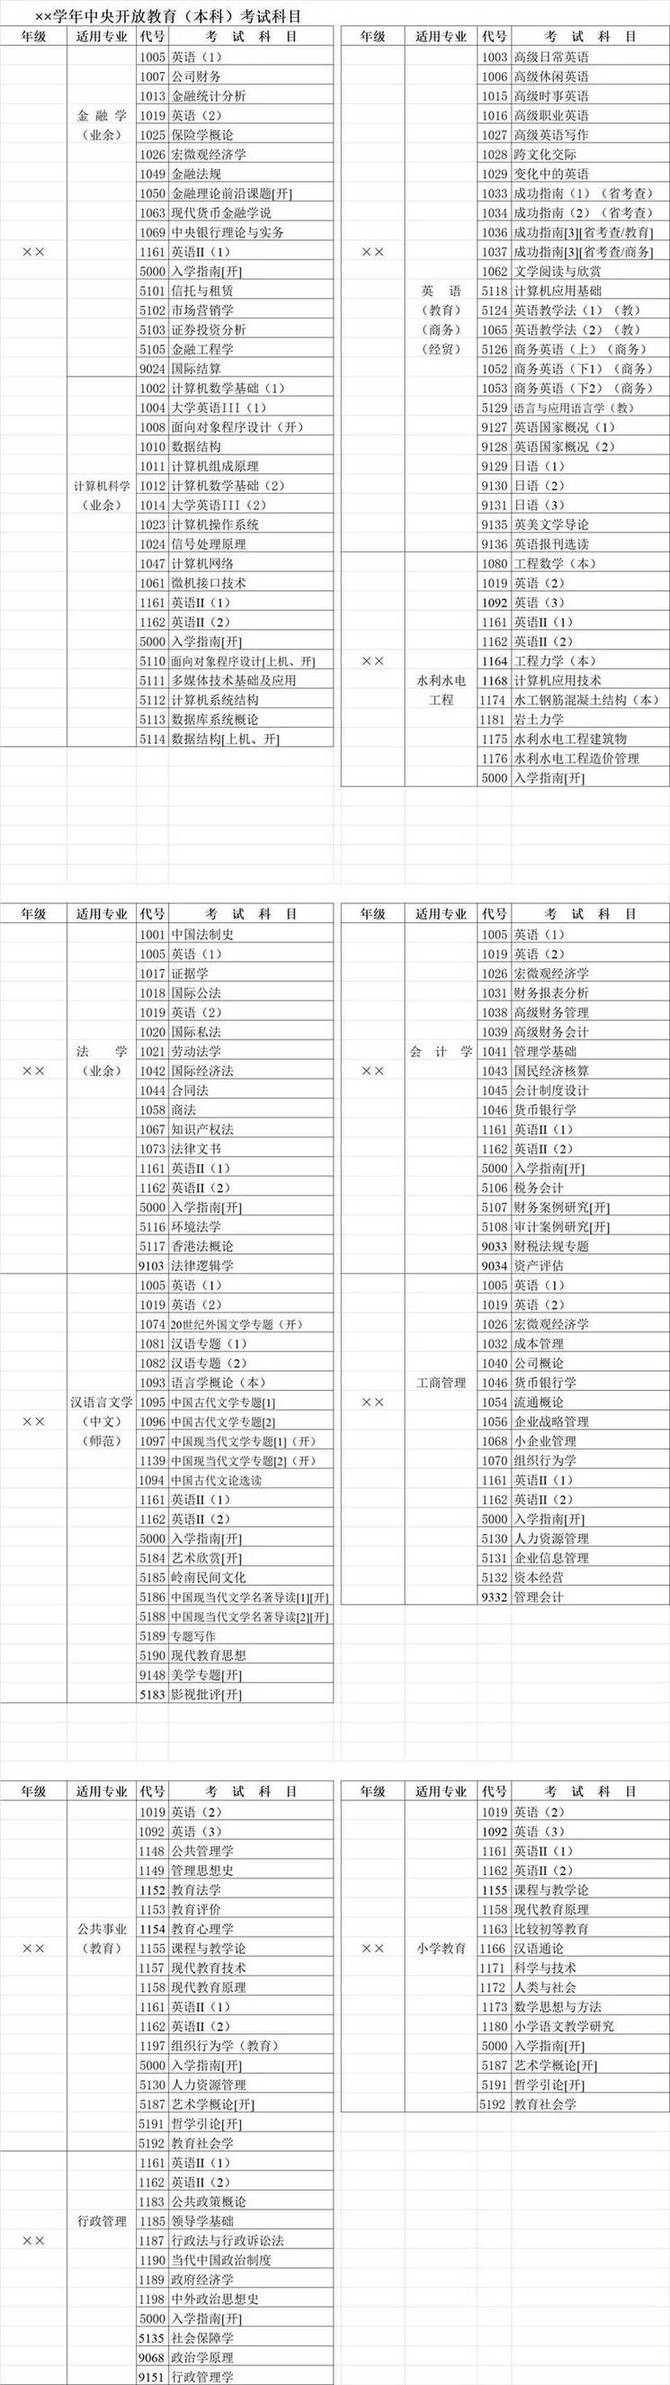 ××学年中央开放教育（本科）考试科目
年级 适用专业 代号 考 试 科 目
××
金 融 学
（业余）
1005 英语（1）
1007 公司财务
1013 金融统计分析
1019 英语（2）
1025 保险学概论
1026 宏微观经济学
1049 金融法规
1050 金融理论前沿课题[开]
1063 现代货币金融学说
1069 中央银行理论与实务
1161 英语II（1）
5000 入学指南[开]
5101 信托与租赁
5102 市场营销学
5103 证券投资分析
5105 金融工程学
9024 国际结算
计算机科学
（业余）
1002 计算机数学基础（1）
1004 大学英语III（1）
1008 面向对象程序设计（开）
1010 数据结构
1011 计算机组成原理
1012 计算机数学基础（2）
1014 大学英语III（2）
1023 计算机操作系统
1024 信号处理原理
1047 计算机网络
1061 微机接口技术
1161 英语II（1）
1162 英语II（2）
5000 入学指南[开]
5110 面向对象程序设计[上机、开]
5111 多媒体技术基础及应用
5112 计算机系统结构
5113 数据库系统概论
5114 数据结构[上机、开]
年级 适用专业 代号 考 试 科 目
××
英 语
（教育）
（商务）
（经贸）
1003 高级日常英语
1006 高级休闲英语
1015 高级时事英语
1016 高级职业英语
1027 高级英语写作
1028 跨文化交际
1029 变化中的英语
1033 成功指南（1）（省考查）
1034 成功指南（2）（省考查）
1036 成功指南[3][省考查/教育]
1037 成功指南[3][省考查/商务]
1062 文学阅读与欣赏
5118 计算机应用基础
5124 英语教学法（1）（教）
1065 英语教学法（2）（教）
5126 商务英语（上）（商务）
1052 商务英语（下1）（商务）
1053 商务英语（下2）（商务）
5129 语言与应用语言学（教）
9127 英语国家概况（1）
9128 英语国家概况（2）
9129 日语（1）
9130 日语（2）
9131 日语（3）
9135 英美文学导论
9136 英语报刊选读
××
水利水电
工程
1080 工程数学（本）
1019 英语（2）
1092 英语（3）
1161 英语II（1）
1162 英语II（2）
1164 工程力学（本）
1168 计算机应用技术
1174 水工钢筋混凝土结构（本）
1181 岩土力学
1175 水利水电工程建筑物
1176 水利水电工程造价管理
5000 入学指南[开]
年级 适用专业 代号 考 试 科 目
××
法 学
（业余）
1001 中国法制史
1005 英语（1）
1017 证据学
1018 国际公法
1019 英语（2）
1020 国际私法
1021 劳动法学
1042 国际经济法
1044 合同法
1058 商法
1067 知识产权法
1073 法律文书
1161 英语II（1）
1162 英语II（2）
5000 入学指南[开]
5116 环境法学
5117 香港法概论
9103 法律逻辑学
××
汉语言文学
（中文）
（师范）
1005 英语（1）
1019 英语（2）
1074 20世纪外国文学专题（开）
1081 汉语专题（1）
1082 汉语专题（2）
1093 语言学概论（本）
1095 中国古代文学专题[1]
1096 中国古代文学专题[2]
1097 中国现当代文学专题[1]（开）
1139 中国现当代文学专题[2]（开）
1094 中国古代文论选读
1161 英语II（1）
1162 英语II（2）
5000 入学指南[开]
5184 艺术欣赏[开]
5185 岭南民间文化
5186 中国现当代文学名著导读[1][开]
5188 中国现当代文学名著导读[2][开]
5189 专题写作
5190 现代教育思想
9148 美学专题[开]
5183 影视批评[开]
年级 适用专业 代号 考 试 科 目
××
会 计 学
1005 英语（1）
1019 英语（2）
1026 宏微观经济学
1031 财务报表分析
1038 高级财务管理
1039 高级财务会计
1041 管理学基础
1043 国民经济核算
1045 会计制度设计
1046 货币银行学
1161 英语II（1）
1162 英语II（2）
5000 入学指南[开]
5106 税务会计
5107 财务案例研究[开]
5108 审计案例研究[开]
9033 财税法规专题
9034 资产评估
××
工商管理
1005 英语（1）
1019 英语（2）
1026 宏微观经济学
1032 成本管理
1040 公司概论
1046 货币银行学
1054 流通概论
1056 企业战略管理
1068 小企业管理
1070 组织行为学
1161 英语II（1）
1162 英语II（2）
5000 入学指南[开]
5130 人力资源管理
5131 企业信息管理
5132 资本经营
9332 管理会计
年级 适用专业 代号 考 试 科 目
××
公共事业
（教育）
1019 英语（2）
1092 英语（3）
1148 公共管理学
1149 管理思想史
1152 教育法学
1153 教育评价
1154 教育心理学
1155 课程与教学论
1157 现代教育技术
1158 现代教育原理
1161 英语II（1）
1162 英语II（2）
1197 组织行为学（教育）
5000 入学指南[开]
5130 人力资源管理
5187 艺术学概论[开]
5191 哲学引论[开]
5192 教育社会学
××
行政管理
1161 英语II（1）
1162 英语II（2）
1183 公共政策概论
1185 领导学基础
1187 行政法与行政诉讼法
1190 当代中国政治制度
1189 政府经济学
1198 中外政治思想史
5000 入学指南[开]
5135 社会保障学
9068 政治学原理
9151 行政管理学
年级 适用专业 代号 考 试 科 目
××
小学教育
1019 英语（2）
1092 英语（3）
1161 英语II（1）
1162 英语II（2）
1155 课程与教学论
1158 现代教育原理
1163 比较初等教育
1166 汉语通论
1171 科学与技术
1172 人类与社会
1173 数学思想与方法
1180 小学语文教学研究
5000 入学指南[开]
5187 艺术学概论[开]
5191 哲学引论[开]
5192 教育社会学